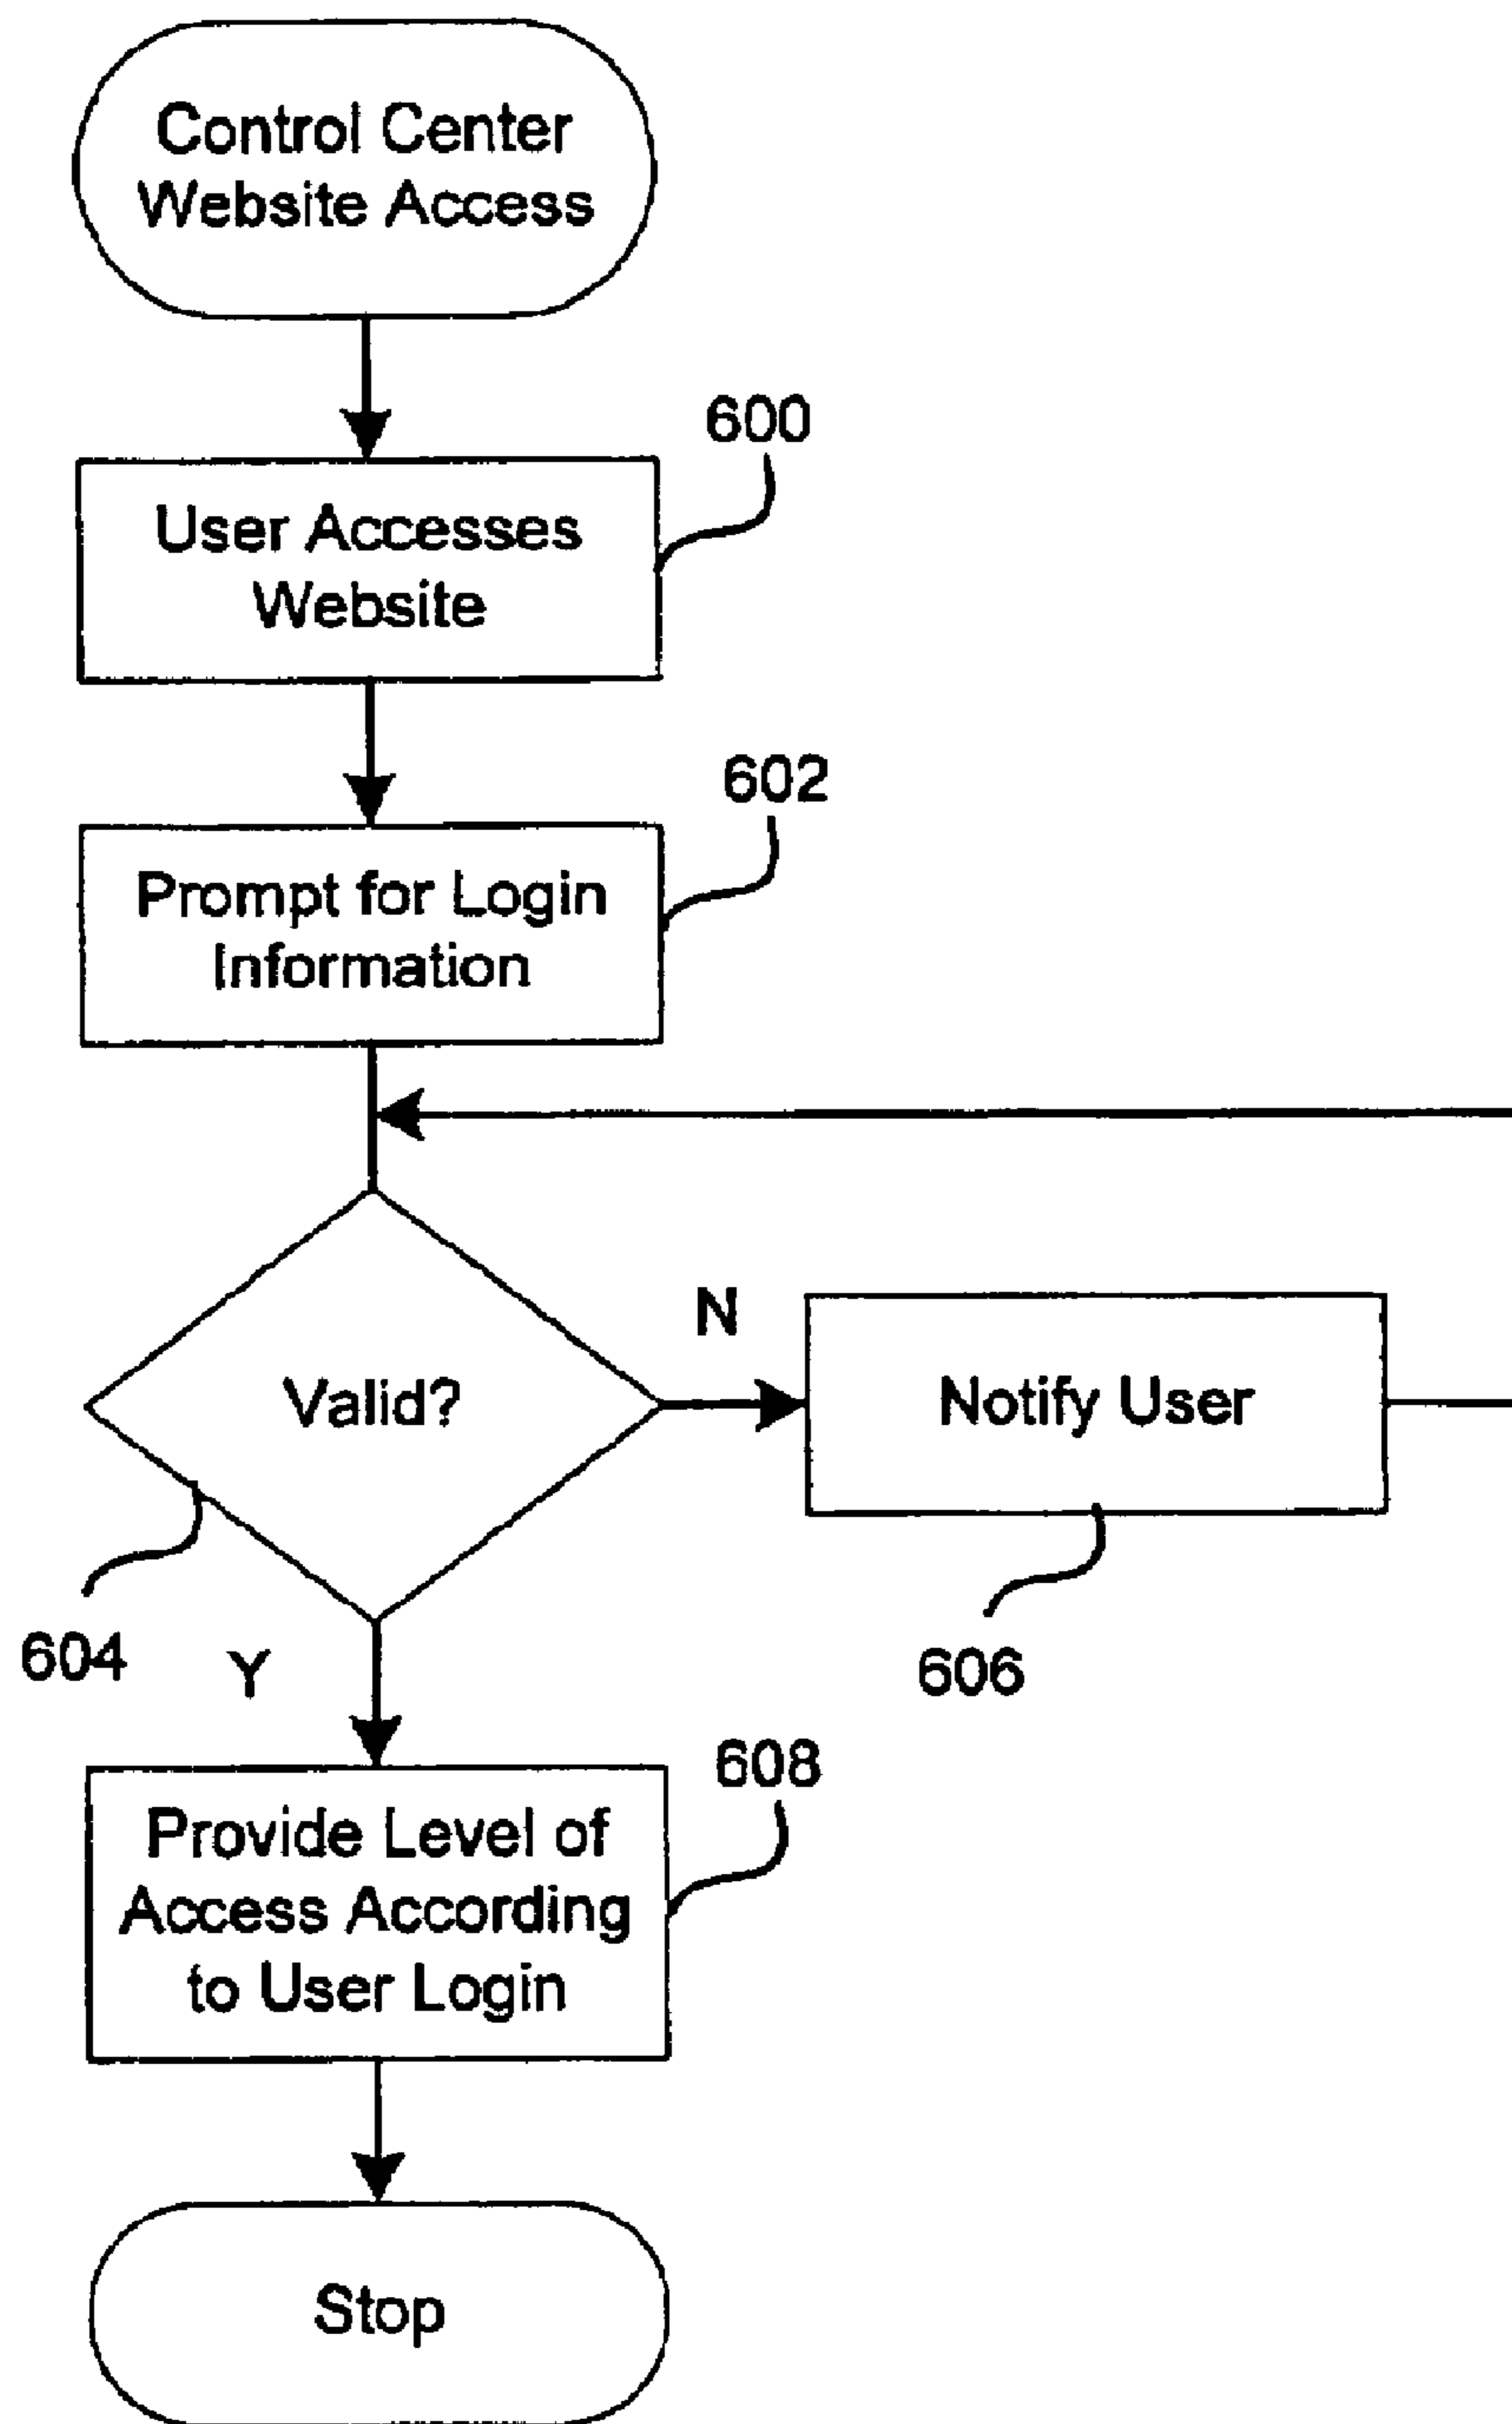 Control Center
Website Access
600
User Accesses
Website
602
Prompt for Login
Information
N
Valid?
Notify User
604
Y
606
608
Provide Level of
Access According
to User Login
Stop